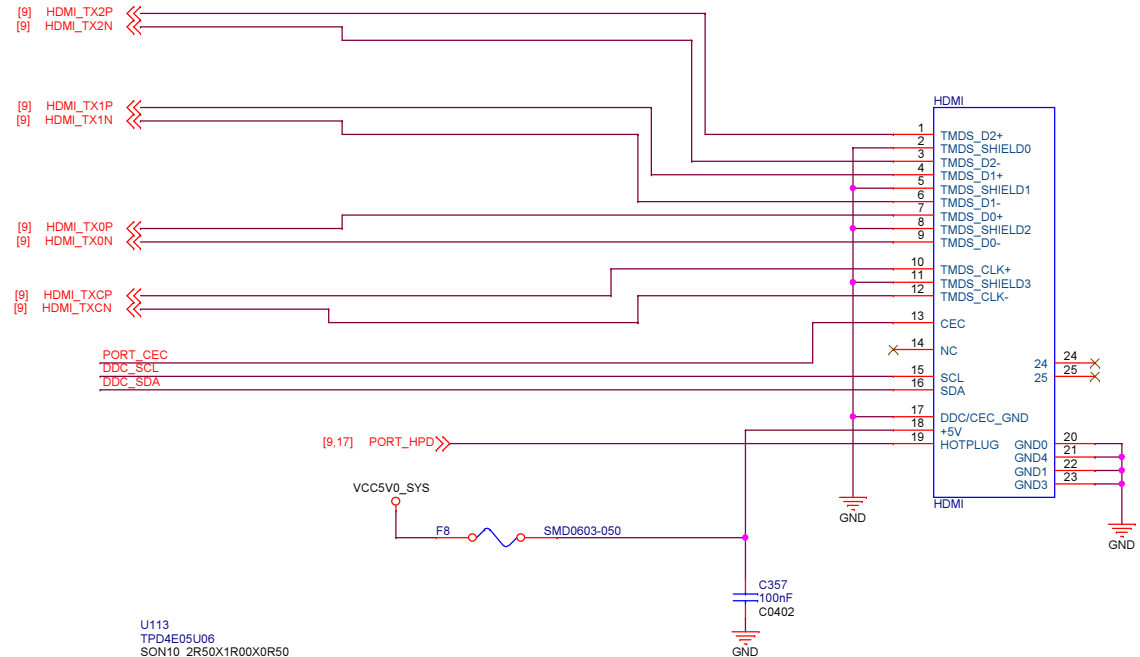 [9] HDMI_TX2P
[9] HDMI_TX2N
[9] HDMI_TX1P
[9] HDMI_TX1N
[9] HDMI_TX0P
[9] HDMI_TX0N
[9] HDMI_TXCP
[9] HDMI_TXCN
PORT_CEC
DDC_SCL
DDC_SDA
[9,17] PORT_HPD
VCC5V0_SYS
F8 SMD0603-050
C357
100nF
C0402
GND
U113
TPD4E05U06
SON10_2R50X1R00X0R50
HDMI
1 TMDS_D2+
2 TMDS_SHIELD0
3 TMDS_D2-
4 TMDS_D1+
5 TMDS_SHIELD1
6 TMDS_D1-
7 TMDS_D0+
8 TMDS_SHIELD2
9 TMDS_D0-
10 TMDS_CLK+
11 TMDS_SHIELD3
12 TMDS_CLK-
13 CEC
14 NC
15 SCL
16 SDA
17 DDC/CEC_GND
18 +5V
19 HOTPLUG
24 24
25 25
GND0 20
GND4 21
GND1 22
GND3 23
HDMI
GND
GND